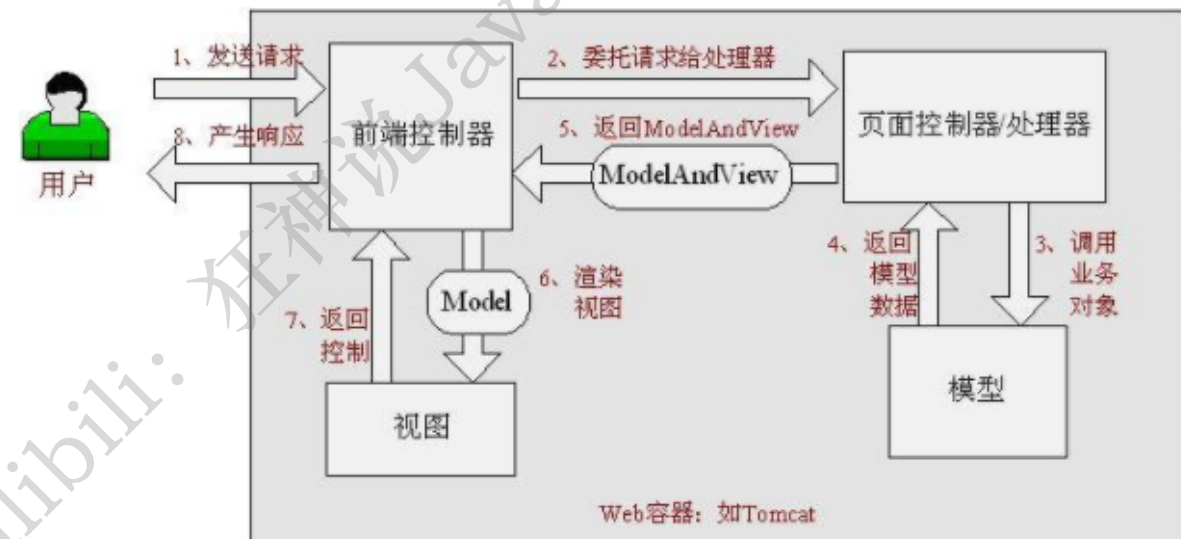 1、发送请求
2、委托请求给处理器
8、产生响应
前端控制器
5、返回ModelAndView
ModelAndView
页面控制器/处理器
用户
4、返回
模型
数据
3、调用
业务
对象
6、渲染
视图
Model
7、返回
控制
视图
模型
Web容器：如Tomcat
狂神说Java
ilibili：